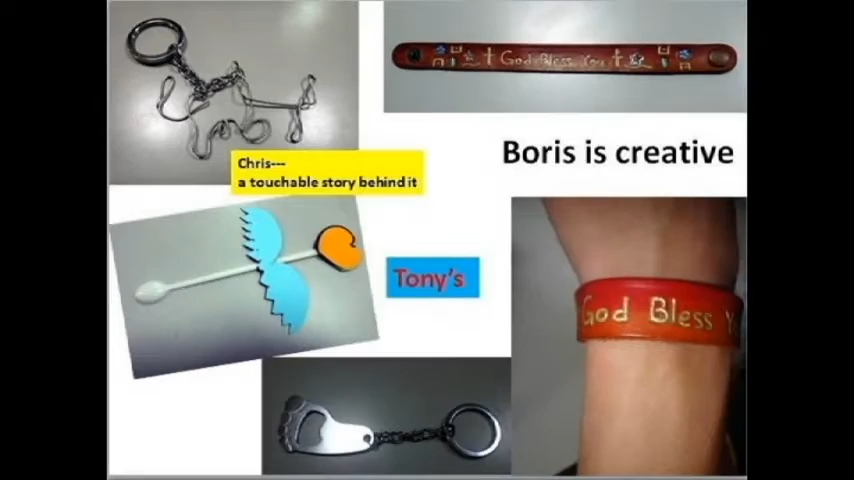 God Bless You
Boris is creative
Chris---
a touchable story behind it
Tony's
God Bless Y